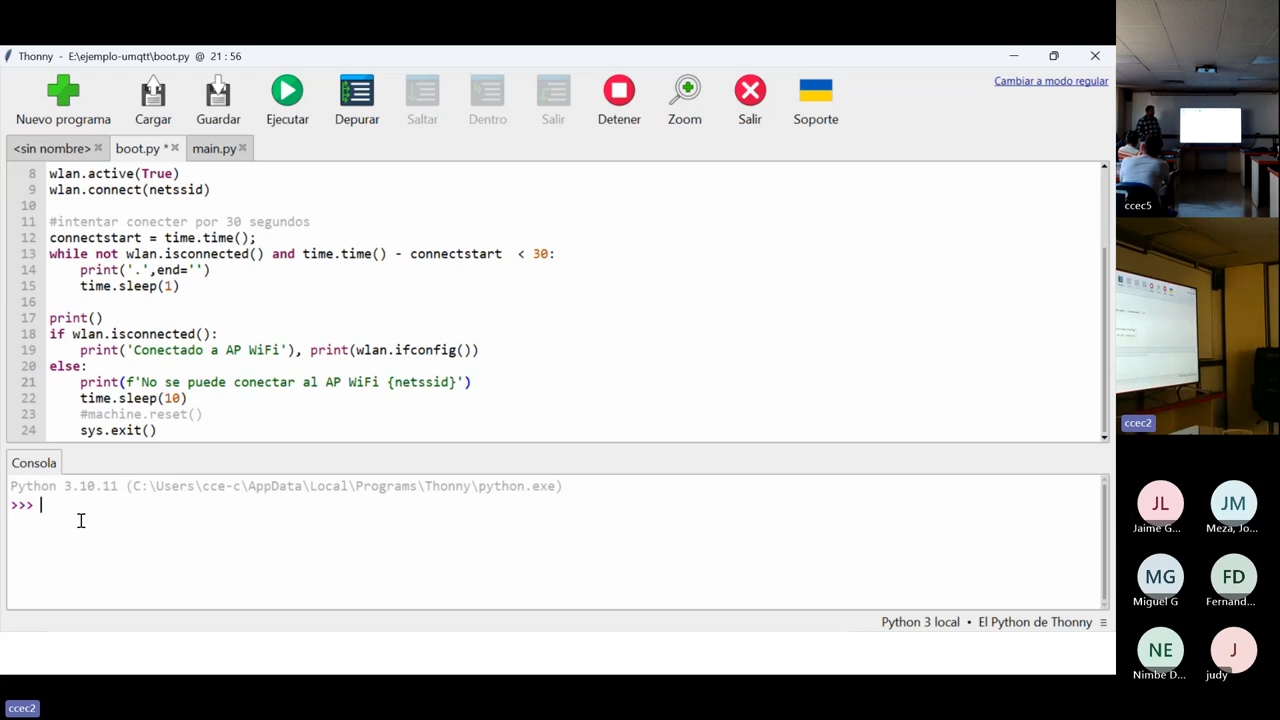 Thonny - E:\ejemplo-umqtt\boot.py @ 21 : 56
Cambiar a modo regular
Nuevo programa Cargar Guardar Ejecutar Depurar Saltar Dentro Salir Detener Zoom Salir Soporte
<sin nombre> boot.py * main.py
8 wlan.active(True)
9 wlan.connect(netssid)
10
11 #intentar conecter por 30 segundos
12 connectstart = time.time();
13 while not wlan.isconnected() and time.time() - connectstart  < 30:
14     print('.',end='')
15     time.sleep(1)
16
17 print()
18 if wlan.isconnected():
19     print('Conectado a AP WiFi'), print(wlan.ifconfig())
20 else:
21     print(f'No se puede conectar al AP WiFi {netssid}')
22     time.sleep(10)
23     #machine.reset()
24     sys.exit()
Consola
Python 3.10.11 (C:\Users\cce-c\AppData\Local\Programs\Thonny\python.exe)
>>>
Python 3 local • El Python de Thonny ≡
ccec5
ccec2
JL JM
Jaime G... Meza, Jo...
MG FD
Miguel G Fernand...
NE J
Nimbe D... judy
ccec2